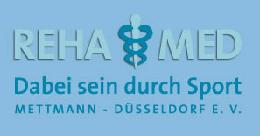 REHA MED
Dabei sein durch Sport
METTMANN - DÜSSELDORF E. V.